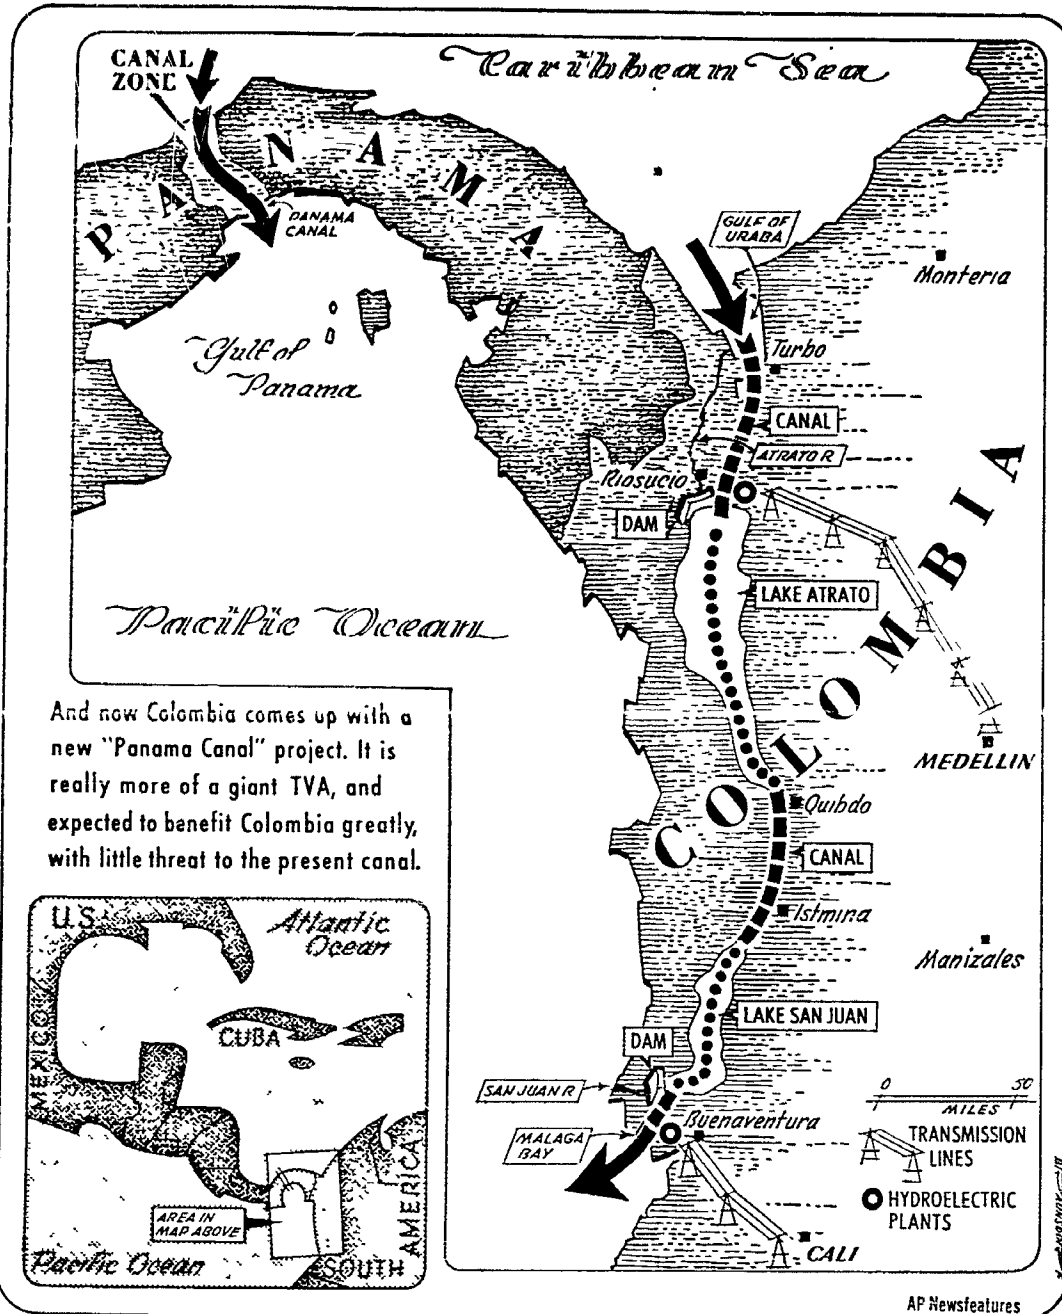 CANAL
ZONE
Caribbean Sea
PANAMA
PANAMA
CANAL
GULF OF
URABA
Monteria
Gulf of
Panama
Turbo
CANAL
ATRATO R
Riosucio
DAM
LAKE ATRATO
Pacific Ocean
COLOMBIA
MEDELLIN
And now Colombia comes up with a
new "Panama Canal" project. It is
really more of a giant TVA, and
expected to benefit Colombia greatly,
with little threat to the present canal.
Quibdo
CANAL
Istmina
Manizales
LAKE SAN JUAN
DAM
SAN JUAN R
MALAGA
BAY
Buenaventura
CALI
0 50
MILES
TRANSMISSION
LINES
HYDROELECTRIC
PLANTS
U.S.
Atlantic
Ocean
MEXICO
CUBA
AREA IN
MAP ABOVE
Pacific Ocean
SOUTH
AMERICA
AP Newsfeatures